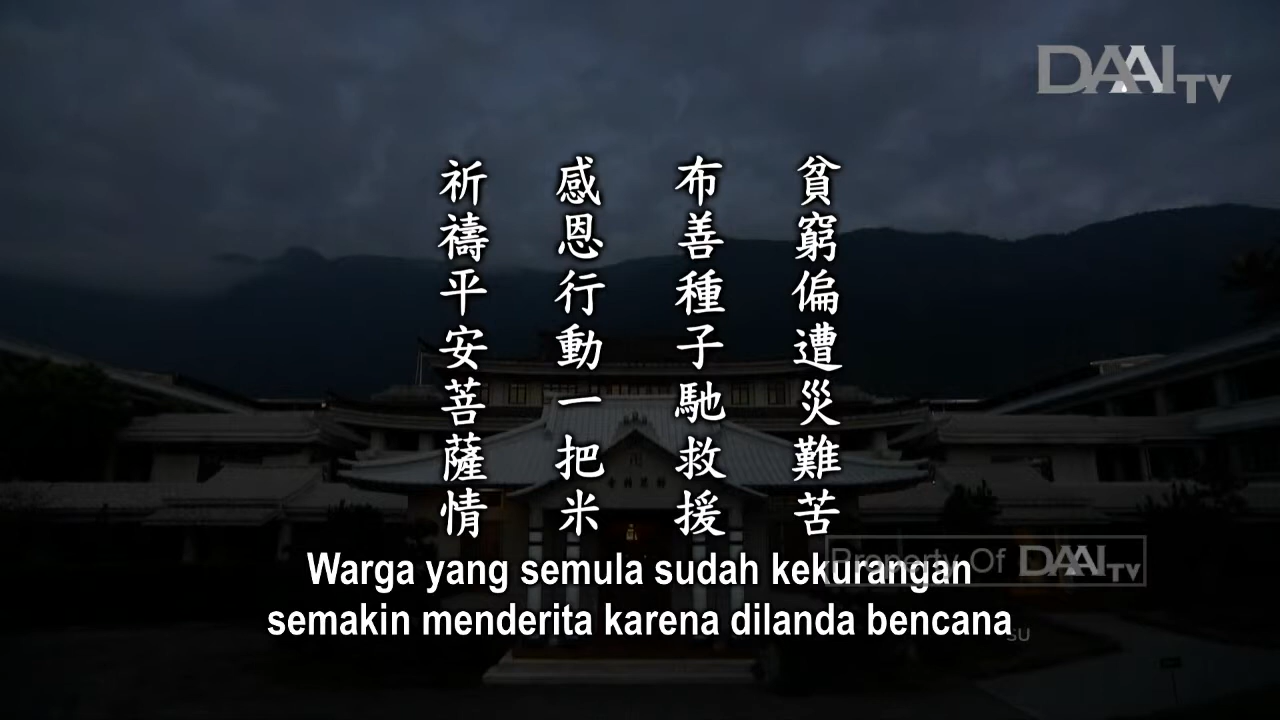 DAAI TV
貧窮偏遭災難苦
布善種子馳救援
感恩行動一把米
祈禱平安菩薩情
Property Of DAAI TV
Warga yang semula sudah kekurangan
semakin menderita karena dilanda bencana
SU